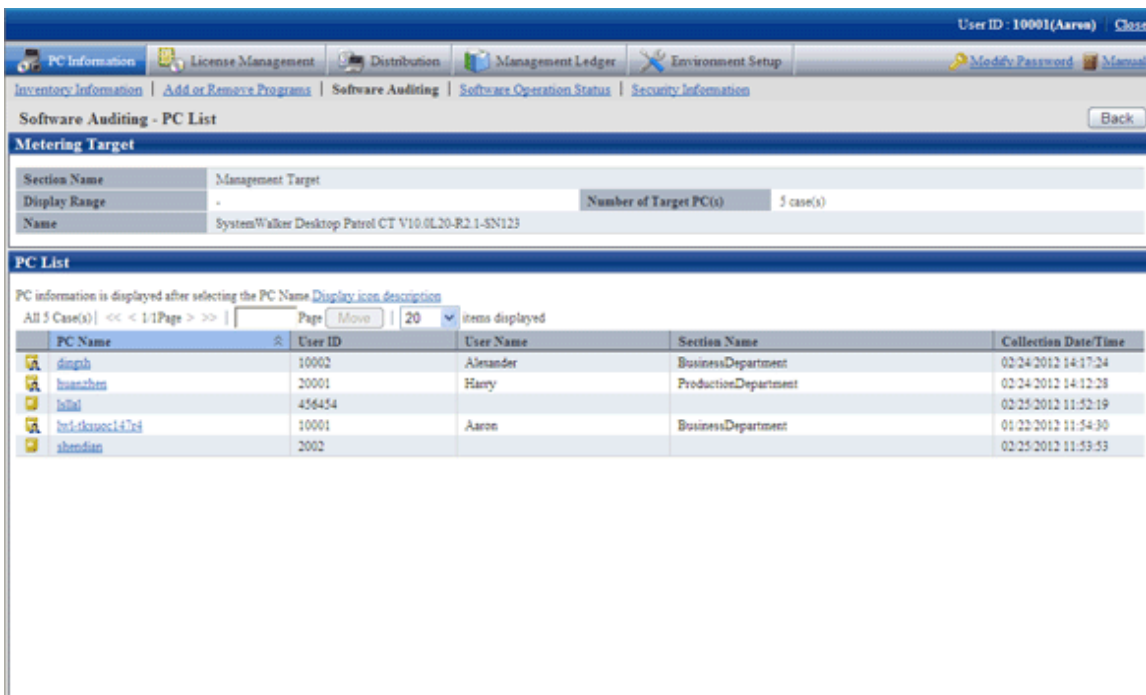 User ID : 10001(Aaron) Close
PC Information License Management Distribution Management Ledger Environment Setup Modify Password Manual
Inventory Information | Add or Remove Programs | Software Auditing | Software Operation Status | Security Information
Software Auditing - PC List Back
Metering Target
Section Name Management Target
Display Range - Number of Target PC(s) 5 case(s)
Name SystemWalker Desktop Patrol CT V10.0L20-R2.1-SN123
PC List
PC information is displayed after selecting the PC Name.Display icon description
All 5 Case(s)| << < 1/1Page > >> | Page Move | 20 items displayed
PC Name User ID User Name Section Name Collection Date/Time
dingzh 10002 Alexander BusinessDepartment 02/24/2012 14:17:24
huanzhen 20001 Harry ProductionDepartment 02/24/2012 14:12:28
456454 02/25/2012 11:52:19
10001 Aaron BusinessDepartment 01/22/2012 11:54:30
shendian 2002 02/25/2012 11:53:53